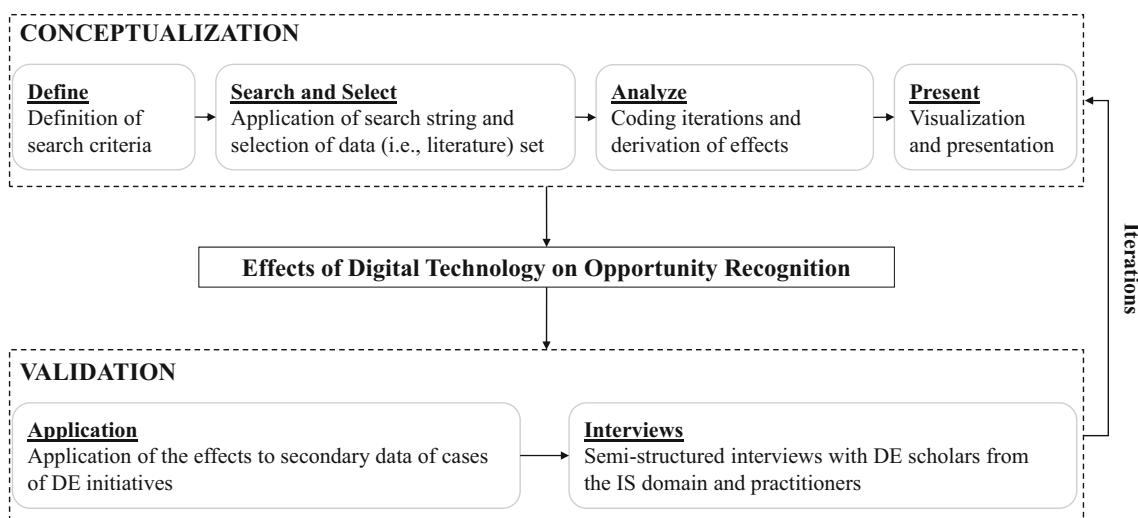 CONCEPTUALIZATION
Define
Definition of
search criteria
Search and Select
Application of search string and
selection of data (i.e., literature) set
Analyze
Coding iterations and
derivation of effects
Present
Visualization
and presentation
Effects of Digital Technology on Opportunity Recognition
Iterations
VALIDATION
Application
Application of the effects to secondary data of cases
of DE initiatives
Interviews
Semi-structured interviews with DE scholars from
the IS domain and practitioners